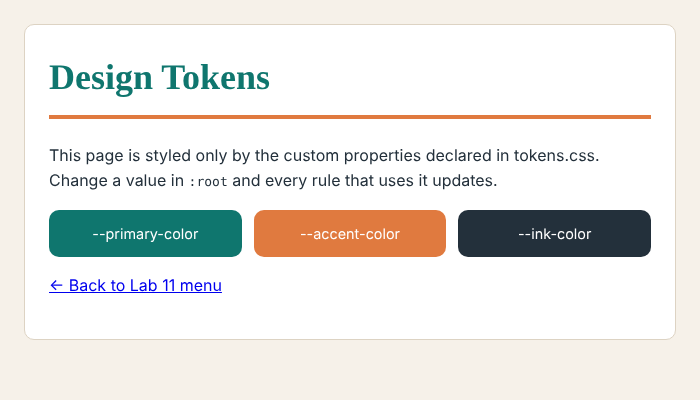 Design Tokens
This page is styled only by the custom properties declared in tokens.css.
Change a value in :root and every rule that uses it updates.
--primary-color
--accent-color
--ink-color
← Back to Lab 11 menu